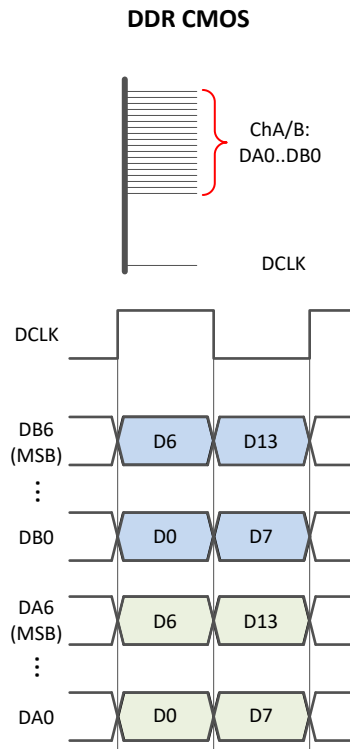 DDR CMOS
ChA/B:
DA0..DB0
DCLK
DCLK
DB6
(MSB)
D6 D13
⋮
DB0 D0 D7
DA6
(MSB)
D6 D13
⋮
DA0 D0 D7